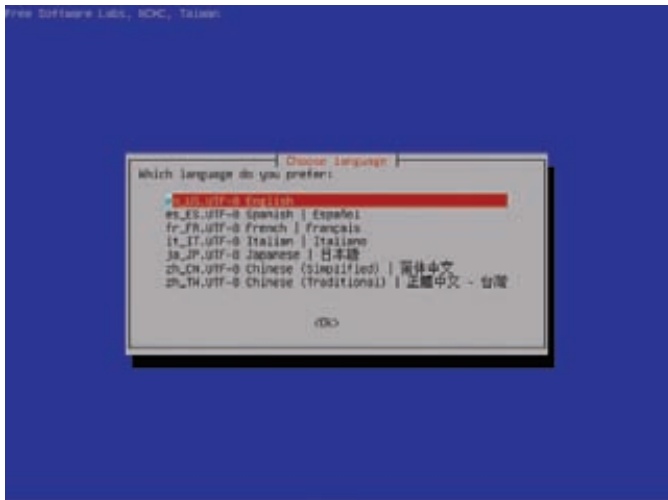 Free Software Labs, NCHC, Taiwan
Choose language
Which language do you prefer:
en_US.UTF-8 English
es_ES.UTF-8 Spanish | Español
fr_FR.UTF-8 French | Français
it_IT.UTF-8 Italian | Italiano
ja_JP.UTF-8 Japanese | 日本語
zh_CN.UTF-8 Chinese (Simplified) | 简体中文
zh_TW.UTF-8 Chinese (Traditional) | 正體中文 - 台灣
<Ok>